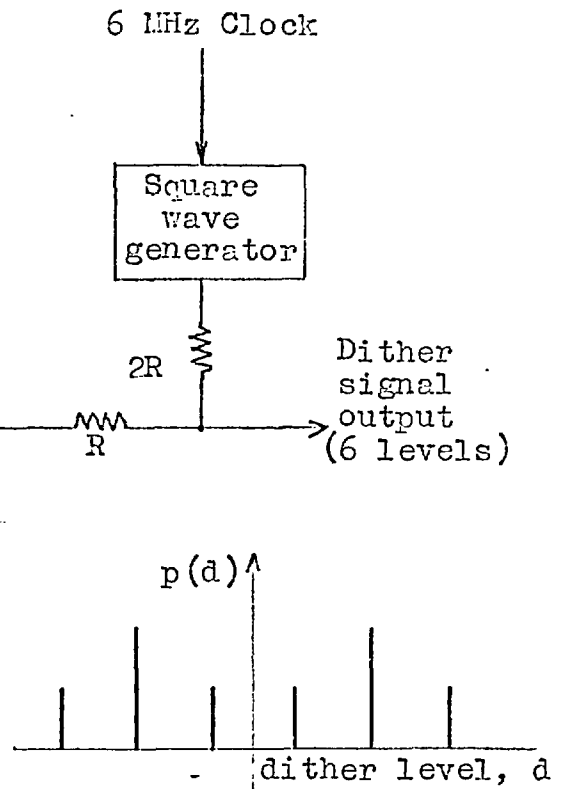 6 MHz Clock
Square
wave
generator
2R
R
Dither
signal
output
(6 levels)
p(d)
dither level, d